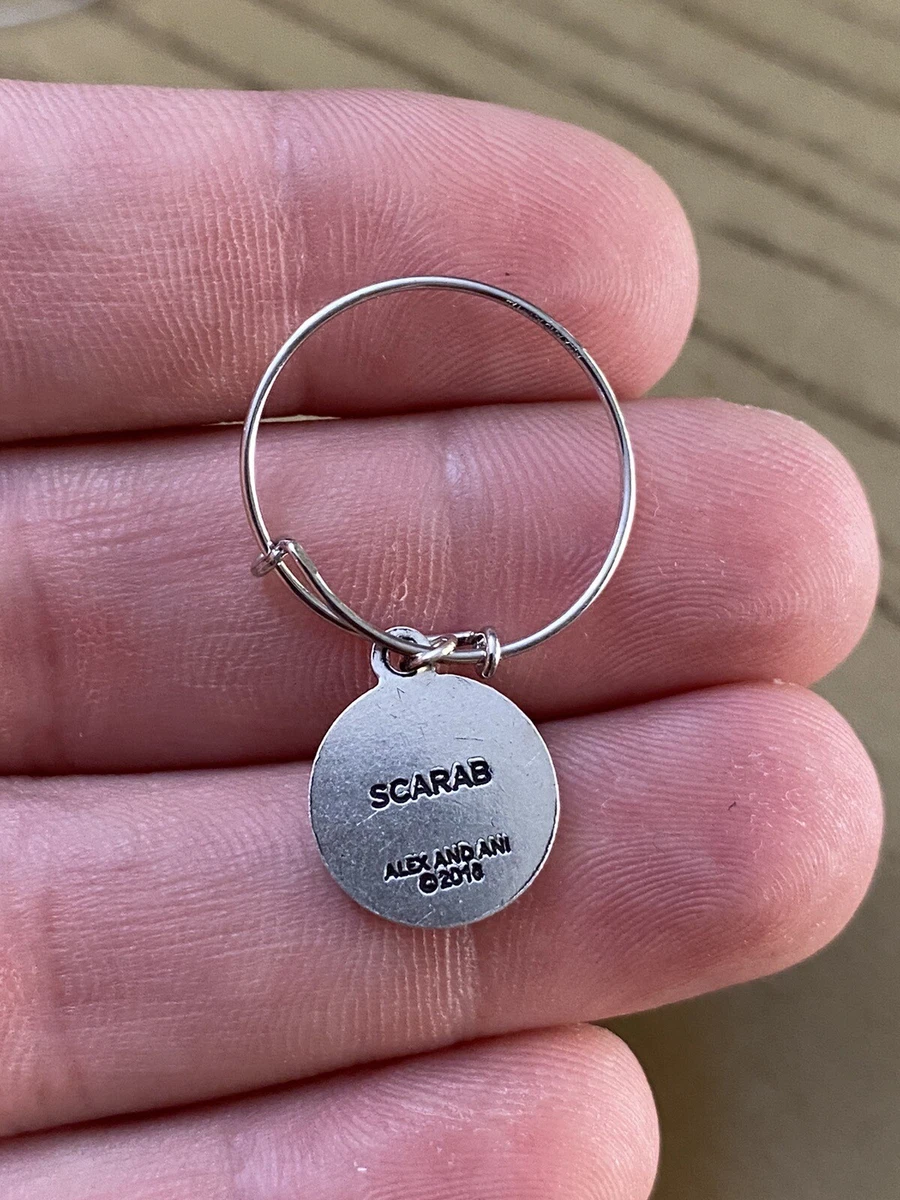 SCARAB
ALEX AND ANI
©2018